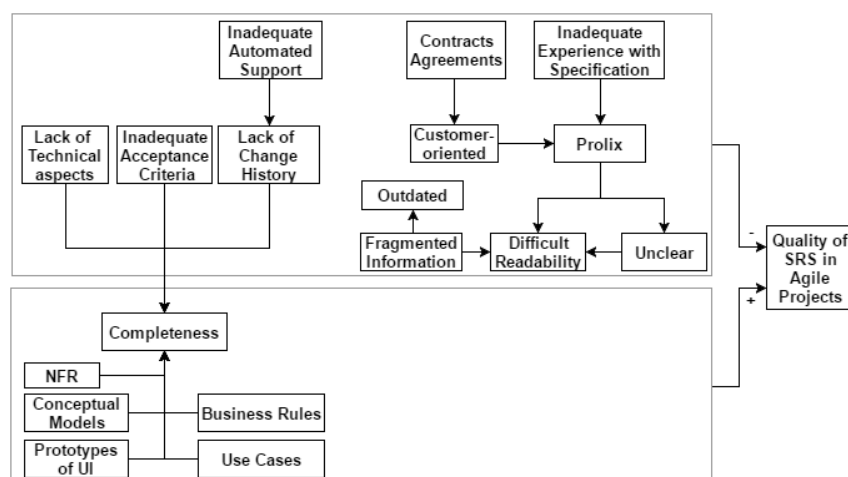 Inadequate
Automated
Support
Contracts
Agreements
Inadequate
Experience with
Specification
Lack of
Technical
aspects
Inadequate
Acceptance
Criteria
Lack of
Change
History
Customer-
oriented
Prolix
Outdated
Fragmented
Information
Difficult
Readability
Unclear
-
+
Quality of
SRS in
Agile
Projects
Completeness
NFR
Conceptual
Models
Business Rules
Prototypes
of UI
Use Cases